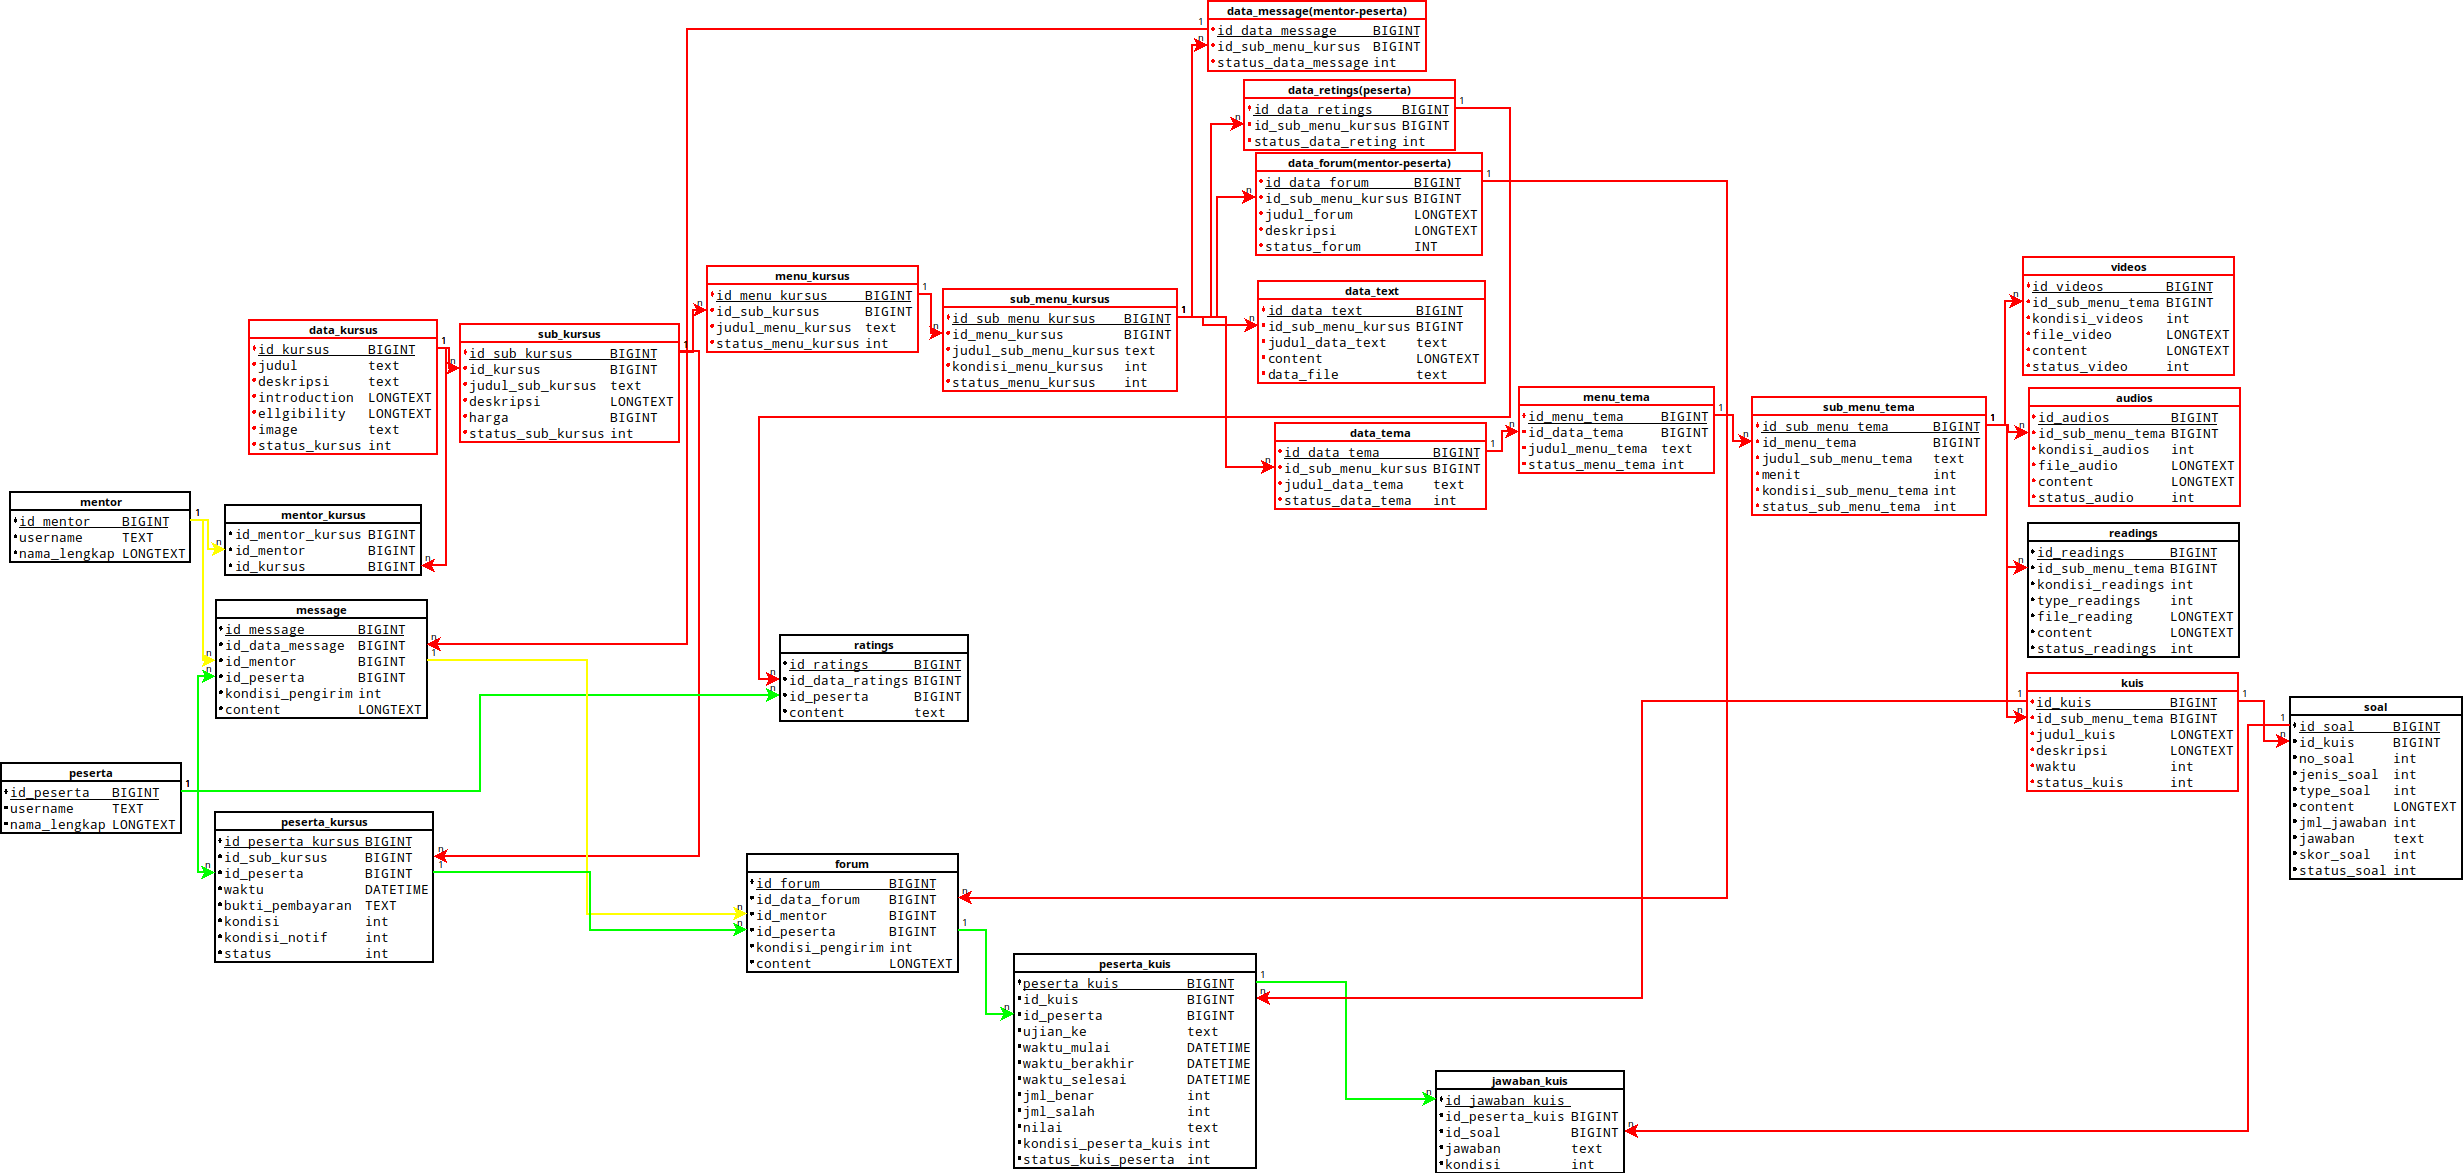 data_message(mentor-peserta)
id_data_message BIGINT
id_sub_menu_kursus BIGINT
status_data_message int
data_retings(peserta)
id_data_retings BIGINT
id_sub_menu_kursus BIGINT
status_data_reting int
data_forum(mentor-peserta)
id_data_forum BIGINT
id_sub_menu_kursus BIGINT
judul_forum LONGTEXT
deskripsi LONGTEXT
status_forum INT
data_text
id_data_text BIGINT
id_sub_menu_kursus BIGINT
judul_data_text text
content LONGTEXT
data_file text
menu_kursus
id_menu_kursus BIGINT
id_sub_kursus BIGINT
judul_menu_kursus text
status_menu_kursus int
sub_menu_kursus
id_sub_menu_kursus BIGINT
id_menu_kursus BIGINT
judul_sub_menu_kursus text
kondisi_menu_kursus int
status_menu_kursus int
data_kursus
id_kursus BIGINT
judul text
deskripsi text
introduction LONGTEXT
ellgibility LONGTEXT
image text
status_kursus int
sub_kursus
id_sub_kursus BIGINT
id_kursus BIGINT
judul_sub_kursus text
deskripsi LONGTEXT
harga BIGINT
status_sub_kursus int
data_tema
id_data_tema BIGINT
id_sub_menu_kursus BIGINT
judul_data_tema text
status_data_tema int
menu_tema
id_menu_tema BIGINT
id_data_tema BIGINT
judul_menu_tema text
status_menu_tema int
sub_menu_tema
id_sub_menu_tema BIGINT
id_menu_tema BIGINT
judul_sub_menu_tema text
menit int
kondisi_sub_menu_tema int
status_sub_menu_tema int
videos
id_videos BIGINT
id_sub_menu_tema BIGINT
kondisi_videos int
file_video LONGTEXT
content LONGTEXT
status_video int
audios
id_audios BIGINT
id_sub_menu_tema BIGINT
kondisi_audios int
file_audio LONGTEXT
content LONGTEXT
status_audio int
readings
id_readings BIGINT
id_sub_menu_tema BIGINT
kondisi_readings int
type_readings int
file_reading LONGTEXT
content LONGTEXT
status_readings int
kuis
id_kuis BIGINT
id_sub_menu_tema BIGINT
judul_kuis LONGTEXT
deskripsi LONGTEXT
waktu int
status_kuis int
soal
id_soal BIGINT
id_kuis BIGINT
no_soal int
jenis_soal int
type_soal int
content LONGTEXT
jml_jawaban int
jawaban text
skor_soal int
status_soal int
mentor
id_mentor BIGINT
username TEXT
nama_lengkap LONGTEXT
mentor_kursus
id_mentor_kursus BIGINT
id_mentor BIGINT
id_kursus BIGINT
message
id_message BIGINT
id_data_message BIGINT
id_mentor BIGINT
id_peserta BIGINT
kondisi_pengirim int
content LONGTEXT
ratings
id_ratings BIGINT
id_data_ratings BIGINT
id_peserta BIGINT
content text
peserta
id_peserta BIGINT
username TEXT
nama_lengkap LONGTEXT
peserta_kursus
id_peserta_kursus BIGINT
id_sub_kursus BIGINT
id_peserta BIGINT
waktu DATETIME
bukti_pembayaran TEXT
kondisi int
kondisi_notif int
status int
forum
id_forum BIGINT
id_data_forum BIGINT
id_mentor BIGINT
id_peserta BIGINT
kondisi_pengirim int
content LONGTEXT
peserta_kuis
peserta_kuis BIGINT
id_kuis BIGINT
id_peserta BIGINT
ujian_ke text
waktu_mulai DATETIME
waktu_berakhir DATETIME
waktu_selesai DATETIME
jml_benar int
jml_salah int
nilai text
kondisi_peserta_kuis int
status_kuis_peserta int
jawaban_kuis
id_jawaban_kuis
id_peserta_kuis BIGINT
id_soal BIGINT
jawaban text
kondisi int